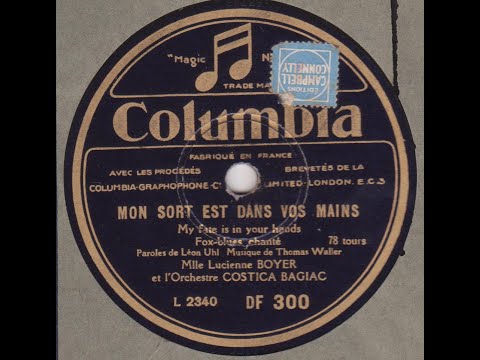 "Magic N
TRADE MA
EDITIONS
CAMPBELL
CONNELLY
Columbia
FABRIQUÉ EN FRANCE
AVEC LES PROCÉDÉS BREVETÉS DE LA
COLUMBIA-GRAPHOPHONE-C LIMITED-LONDON. E.C.3
MON SORT EST DANS VOS MAINS
My fate is in your hands
Fox-blues chanté 78 tours
Paroles de Léon Uhl Musique de Thomas Waller
Mlle Lucienne BOYER
et l'Orchestre COSTICA BAGIAC
L 2340 DF 300